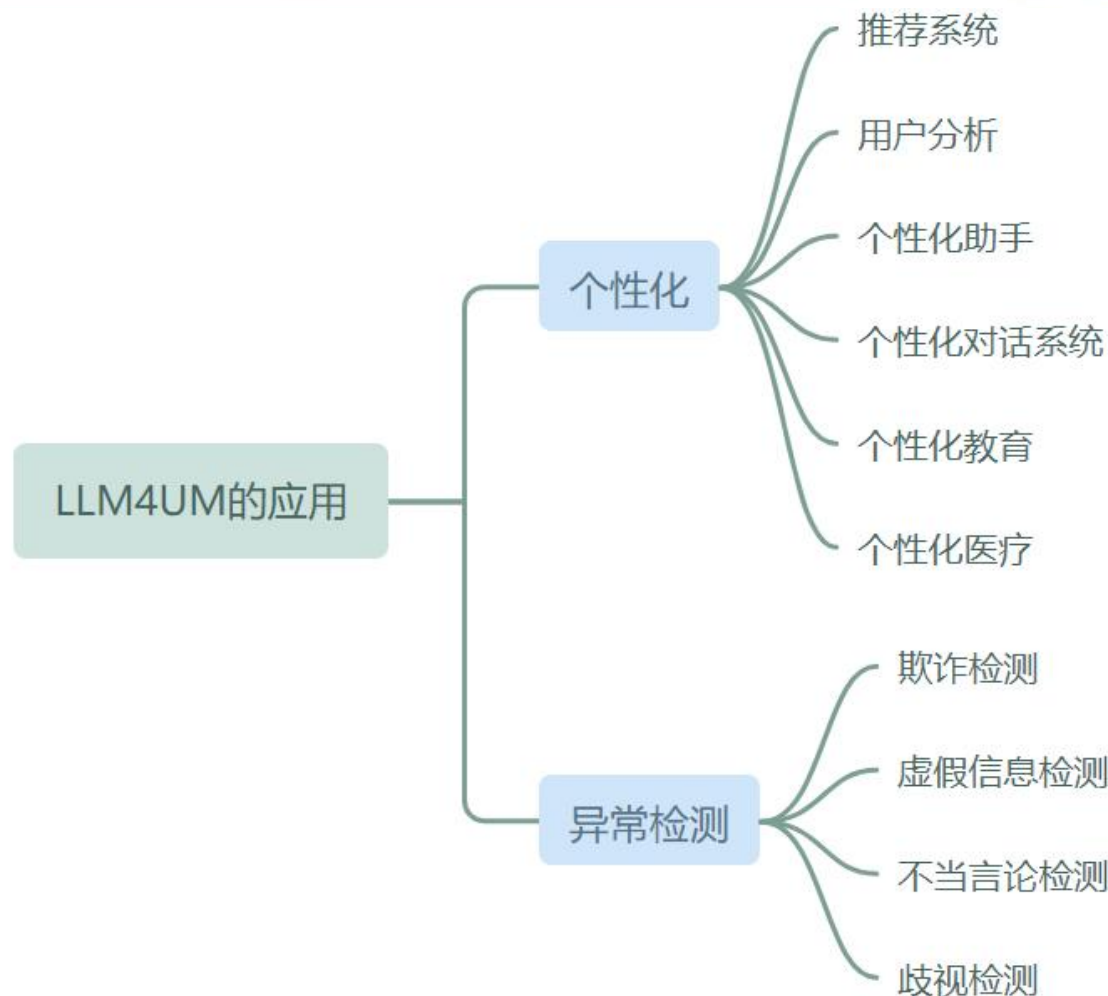 LLM4UM的应用
个性化
推荐系统
用户分析
个性化助手
个性化对话系统
个性化教育
个性化医疗
异常检测
欺诈检测
虚假信息检测
不当言论检测
歧视检测